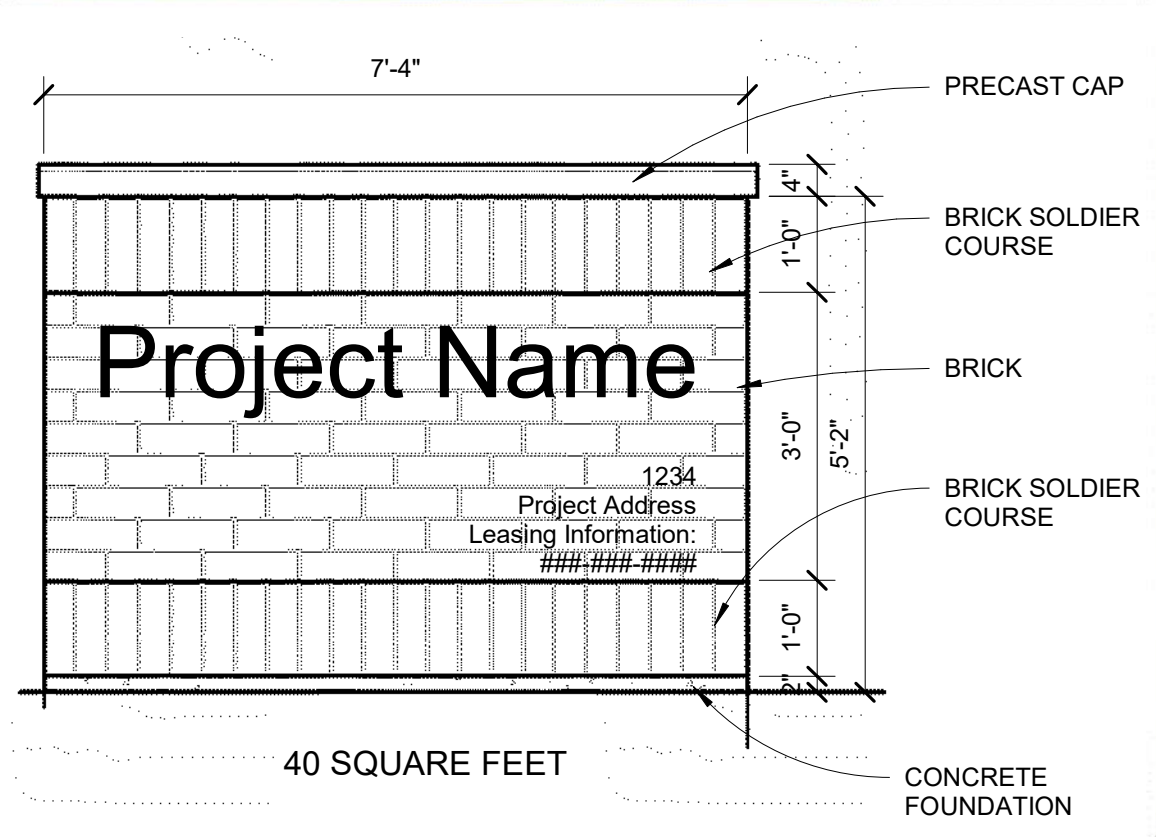 7'-4"
PRECAST CAP
4"
BRICK SOLDIER
COURSE
1'-0"
Project Name
BRICK
3'-0"
5'-2"
1234
Project Address
Leasing Information:
###-###-####
BRICK SOLDIER
COURSE
1'-0"
2"
40 SQUARE FEET
CONCRETE
FOUNDATION